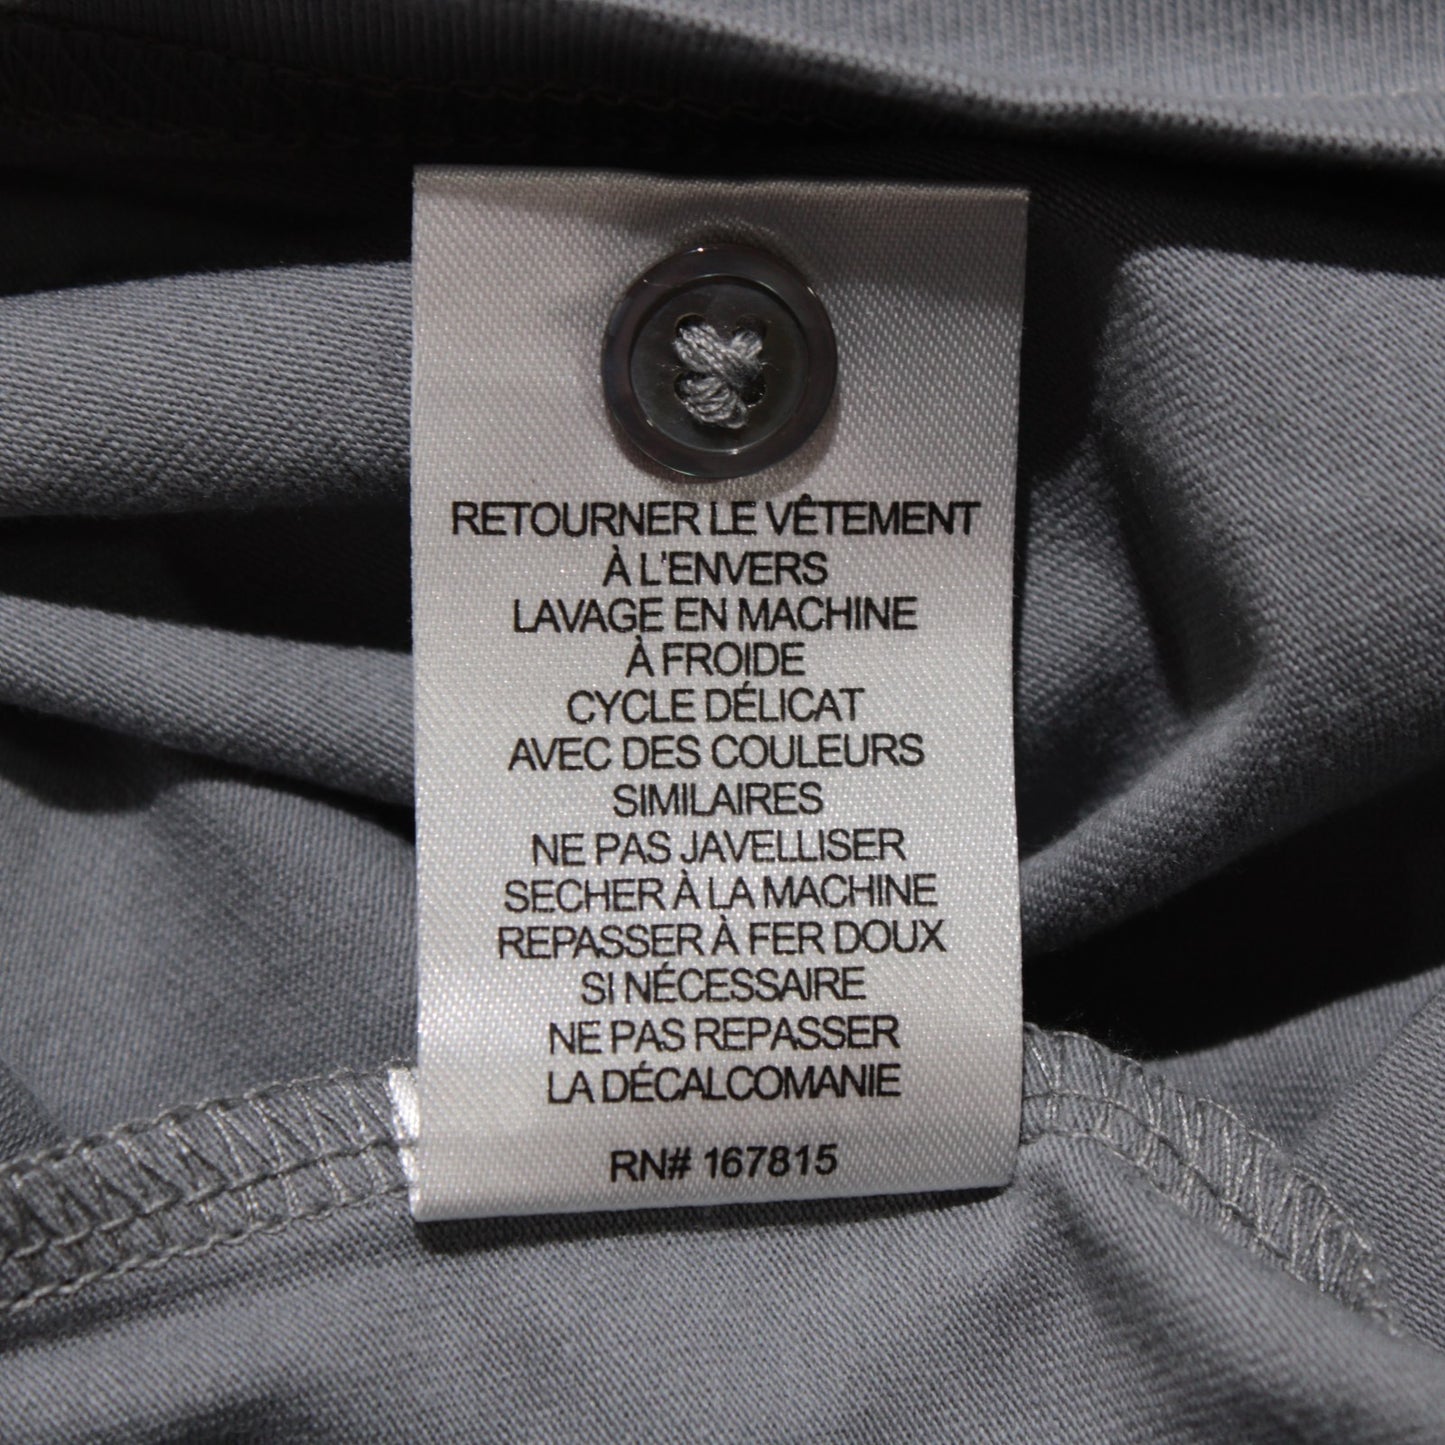 RETOURNER LE VÊTEMENT
À L'ENVERS
LAVAGE EN MACHINE
À FROIDE
CYCLE DÉLICAT
AVEC DES COULEURS
SIMILAIRES
NE PAS JAVELLISER
SECHER À LA MACHINE
REPASSER À FER DOUX
SI NÉCESSAIRE
NE PAS REPASSER
LA DÉCALCOMANIE
RN# 167815